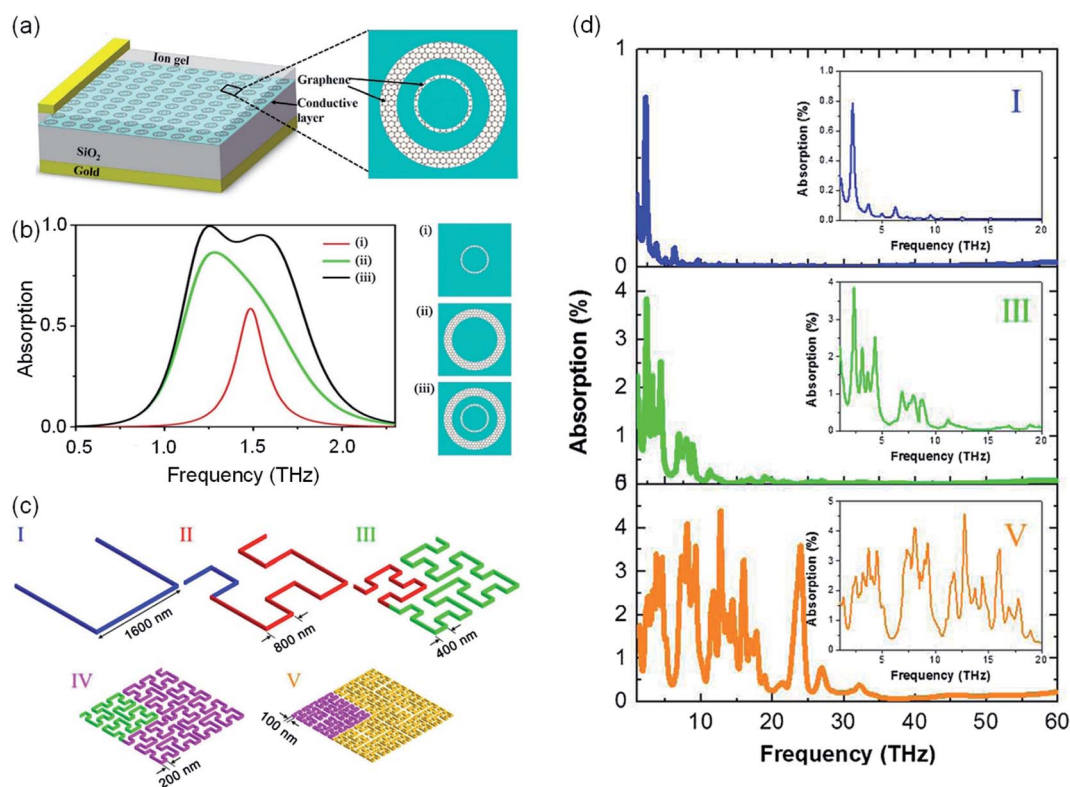 (a)
Ion gel
Graphene
Conductive
layer
SiO2
Gold
(b)
1.0
0.5
0.0
Absorption
0.5
1.0
1.5
2.0
Frequency (THz)
(i)
(ii)
(iii)
(i)
(ii)
(iii)
(c)
I
II
III
1600 nm
800 nm
400 nm
IV
V
200 nm
100 nm
(d)
1
0
I
Absorption (%)
1.0
0.8
0.6
0.4
0.2
0.0
5
10
15
20
Frequency (THz)
Absorption (%)
5
4
3
2
1
0
III
Absorption (%)
4
3
2
1
0
5
10
15
20
Frequency (THz)
4
3
2
1
0
V
Absorption (%)
5
4
3
2
1
0
5
10
15
20
Frequency (THz)
10
20
30
40
50
60
Frequency (THz)